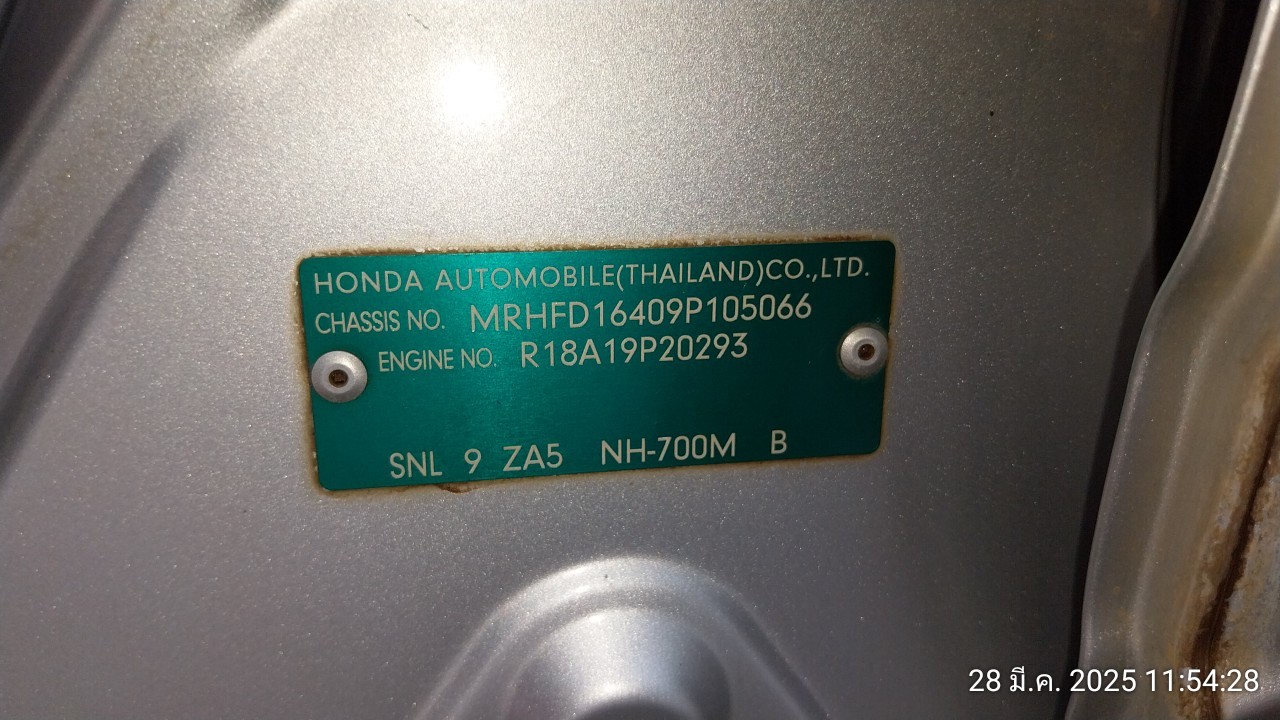 HONDA AUTOMOBILE(THAILAND)CO.,LTD.
CHASSIS NO. MRHFD16409P105066
ENGINE NO. R18A19P20293
SNL 9 ZA5 NH-700M B
28 มี.ค. 2025 11:54:28